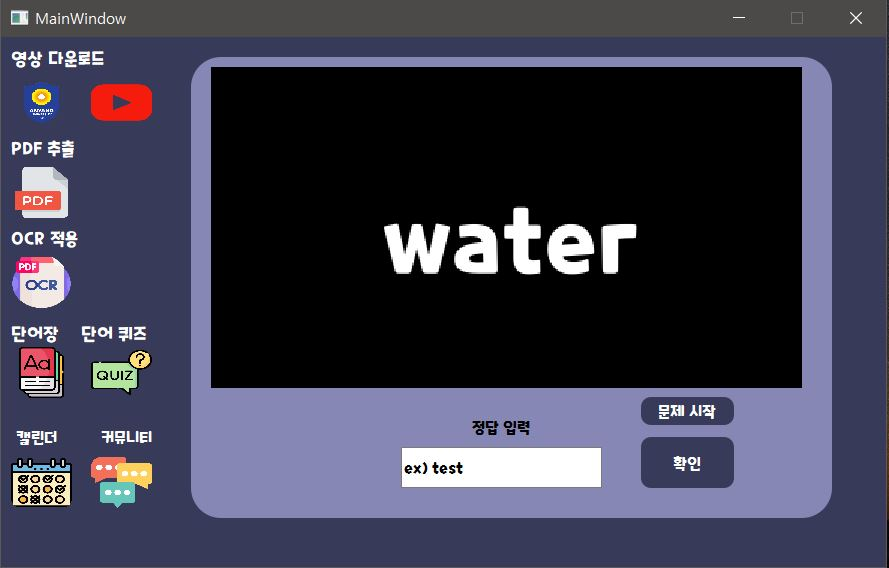 MainWindow
영상 다운로드
PDF 추출
PDF
OCR 적용
PDF
OCR
단어장 단어 퀴즈
Aa
?
QUIZ
캘린더 커뮤니티
water
문제 시작
정답 입력
확인
ex) test